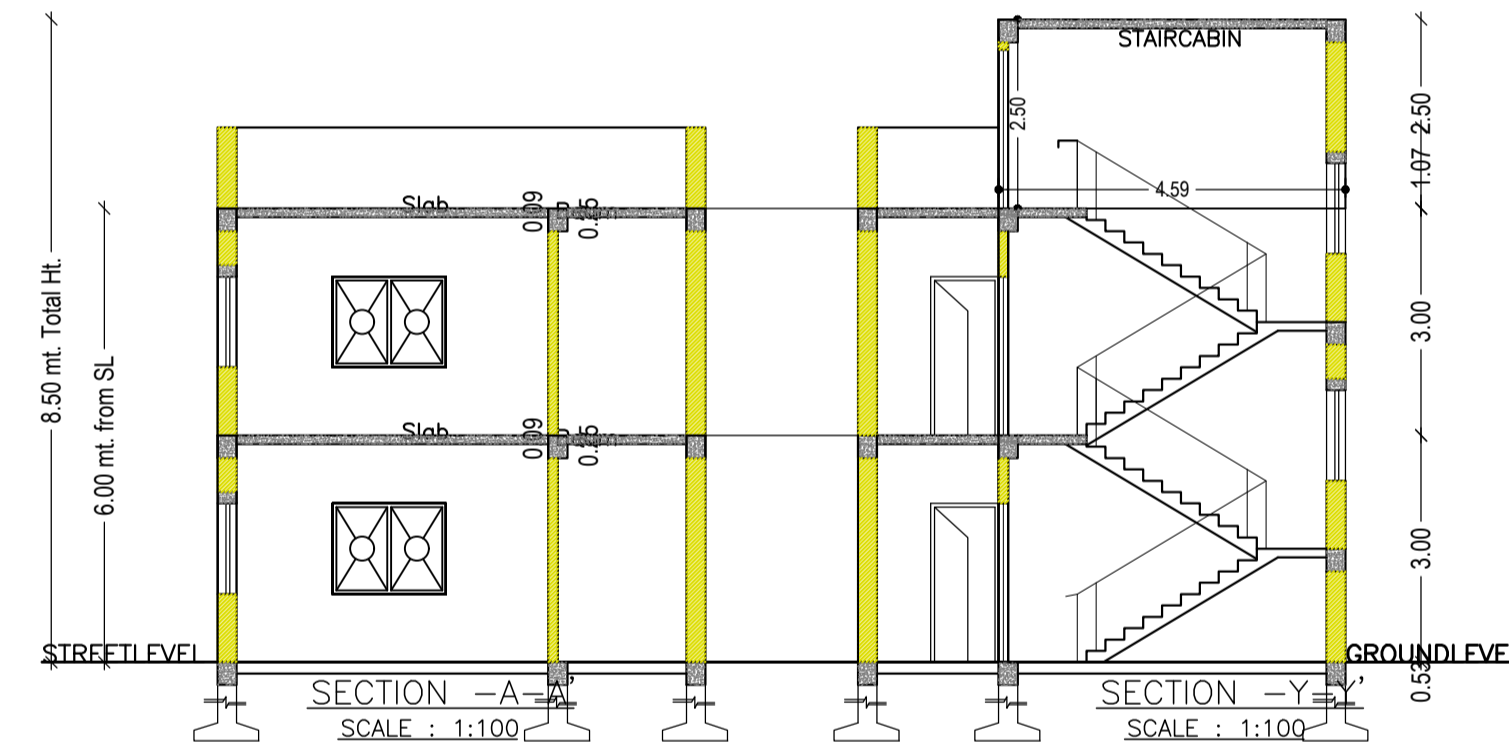 STAIRCABIN
2.50
4.59
2.50
1.07
3.00
3.00
0.53
8.50 mt. Total Ht.
6.00 mt. from SL
Slab
0.09
Slab
0.09
STREETLEVEL
GROUNDLEVE
SECTION -A-A'
SCALE : 1:100
SECTION -Y-Y'
SCALE : 1:100